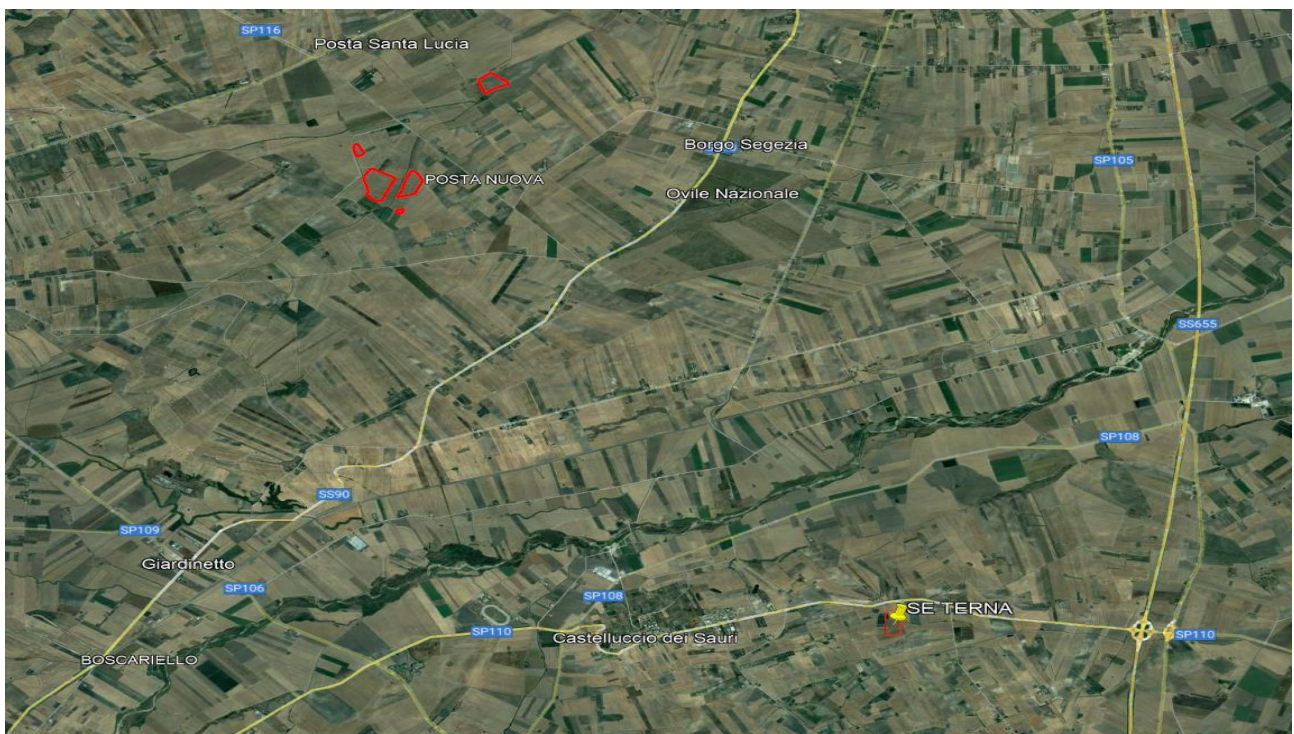 SP116
Posta Santa Lucia
Borgo Segezia
SP105
POSTA NUOVA
Ovile Nazionale
SS655
SP108
SS90
SP109
Giardinetto
SP106
SP108
SE TERNA
SP110
Castelluccio dei Sauri
SP110
BOSCARIELLO